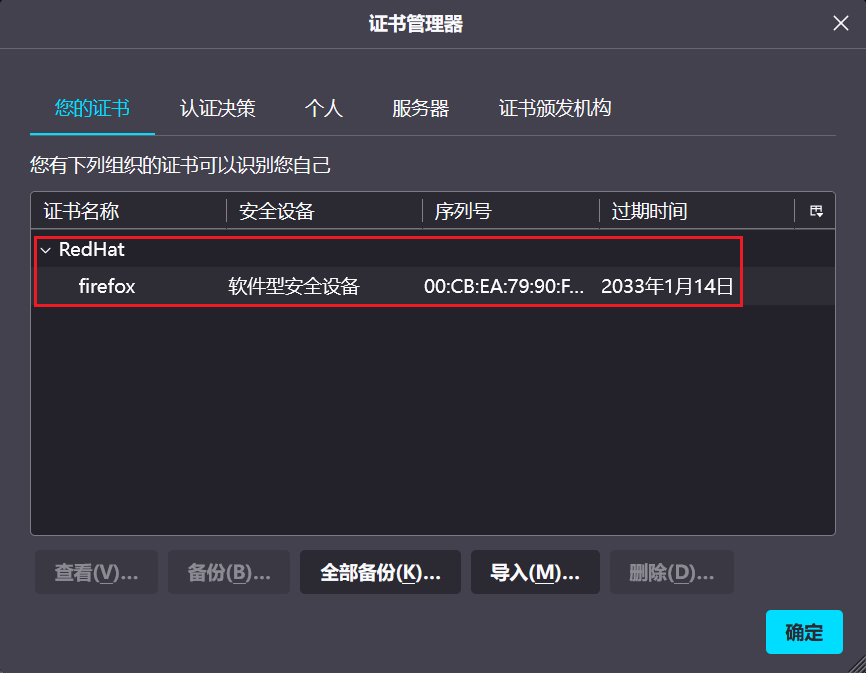 证书管理器
您的证书 认证决策 个人 服务器 证书颁发机构
您有下列组织的证书可以识别您自己
证书名称 安全设备 序列号 过期时间
RedHat
firefox 软件型安全设备 00:CB:EA:79:90:F... 2033年1月14日
查看(V)... 备份(B)... 全部备份(K)... 导入(M)... 删除(D)...
确定